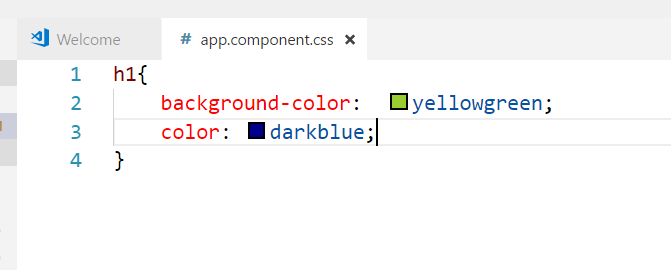 Welcome
# app.component.css ×
1 h1{
2 background-color: yellowgreen;
3 color: darkblue;
4 }